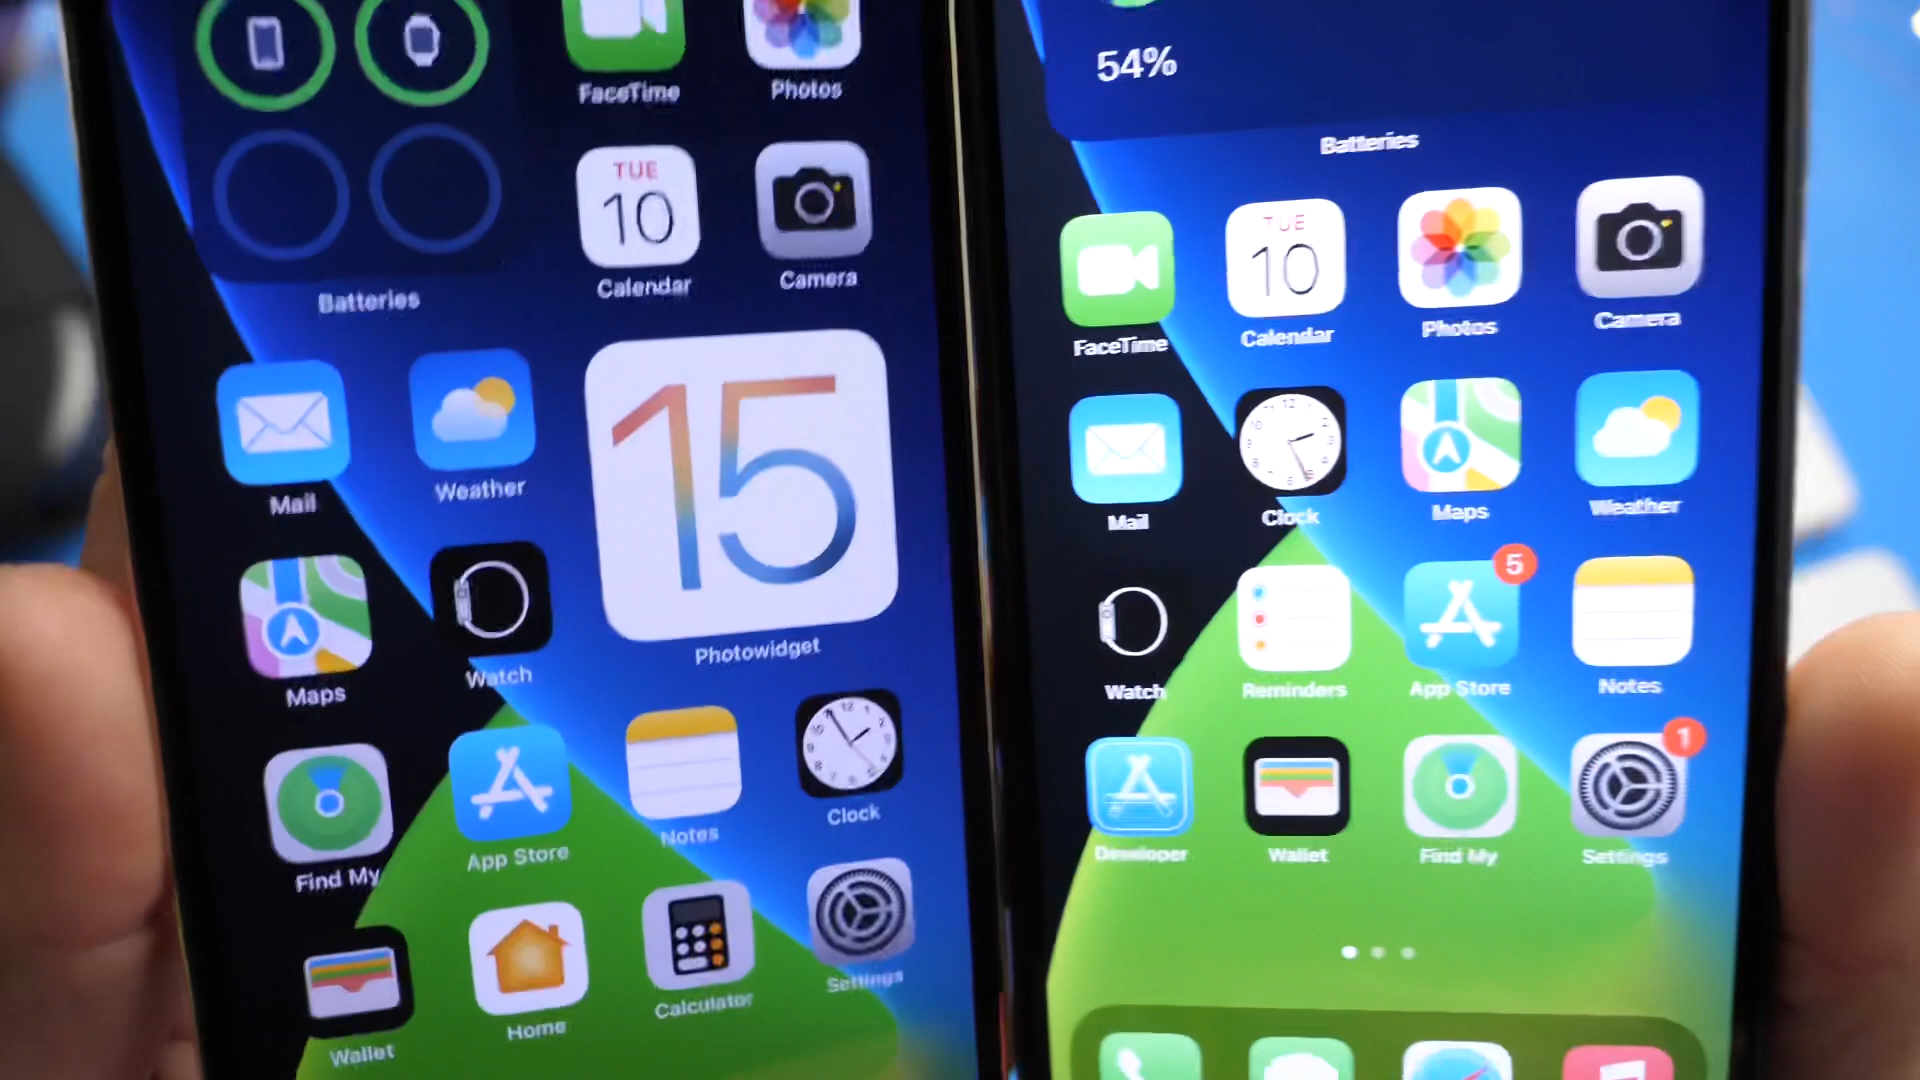 FaceTime
Photos
TUE
10
Calendar
Camera
Batteries
Mail
Weather
15
Photowidget
Maps
Watch
Find My
App Store
Notes
Clock
Wallet
Home
Calculator
Settings
54%
Batteries
FaceTime
TUE
10
Calendar
Photos
Camera
Mail
Clock
Maps
Weather
Watch
Reminders
5
App Store
Notes
Developer
Wallet
Find My
1
Settings